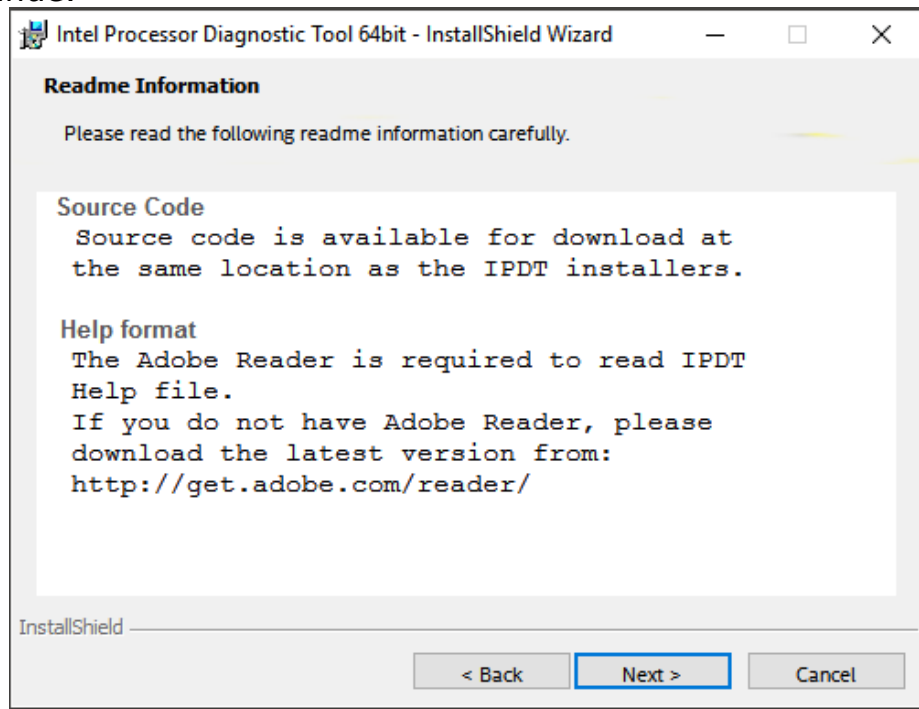 Intel Processor Diagnostic Tool 64bit - InstallShield Wizard
Readme Information
Please read the following readme information carefully.
Source Code
Source code is available for download at
the same location as the IPDT installers.
Help format
The Adobe Reader is required to read IPDT
Help file.
If you do not have Adobe Reader, please
download the latest version from:
http://get.adobe.com/reader/
InstallShield
< Back
Next >
Cancel